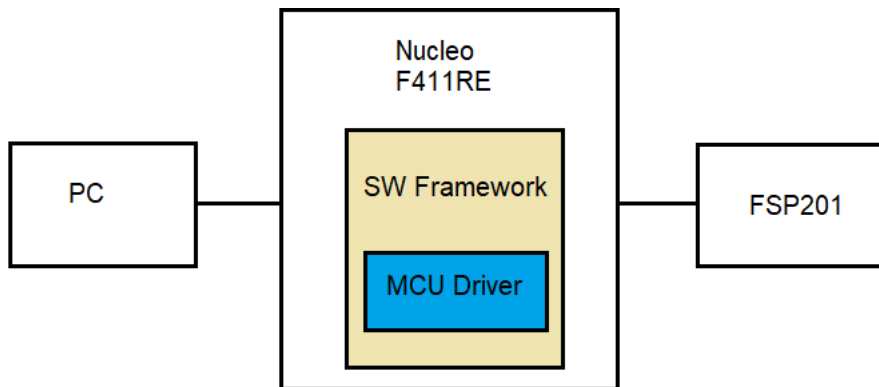 Nucleo
F411RE
PC
SW Framework
FSP201
MCU Driver